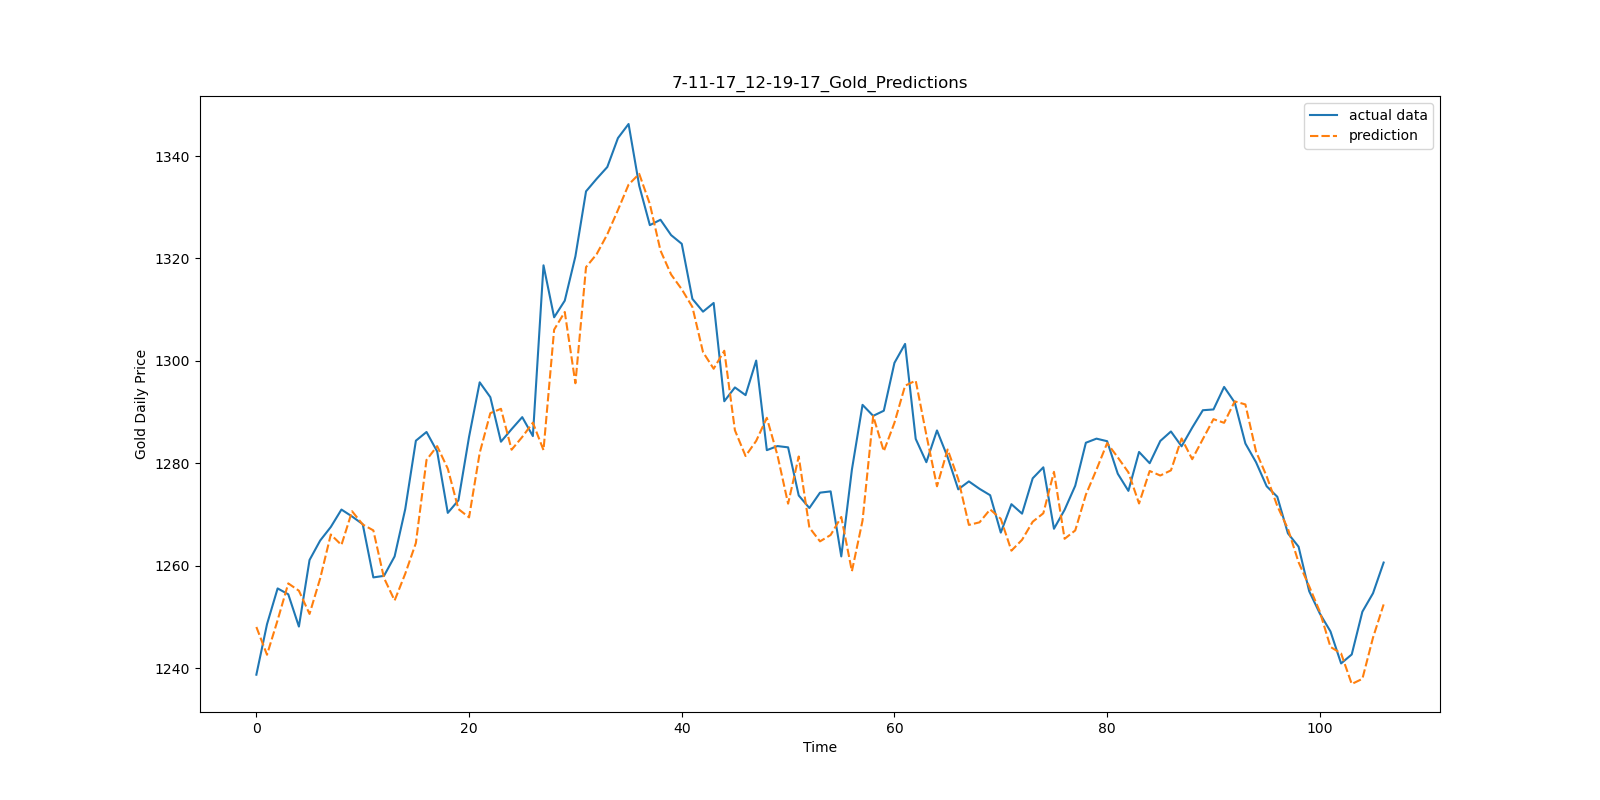 7-11-17_12-19-17_Gold_Predictions
actual data
prediction
Gold Daily Price
1340
1320
1300
1280
1260
1240
0 20 40 60 80 100
Time